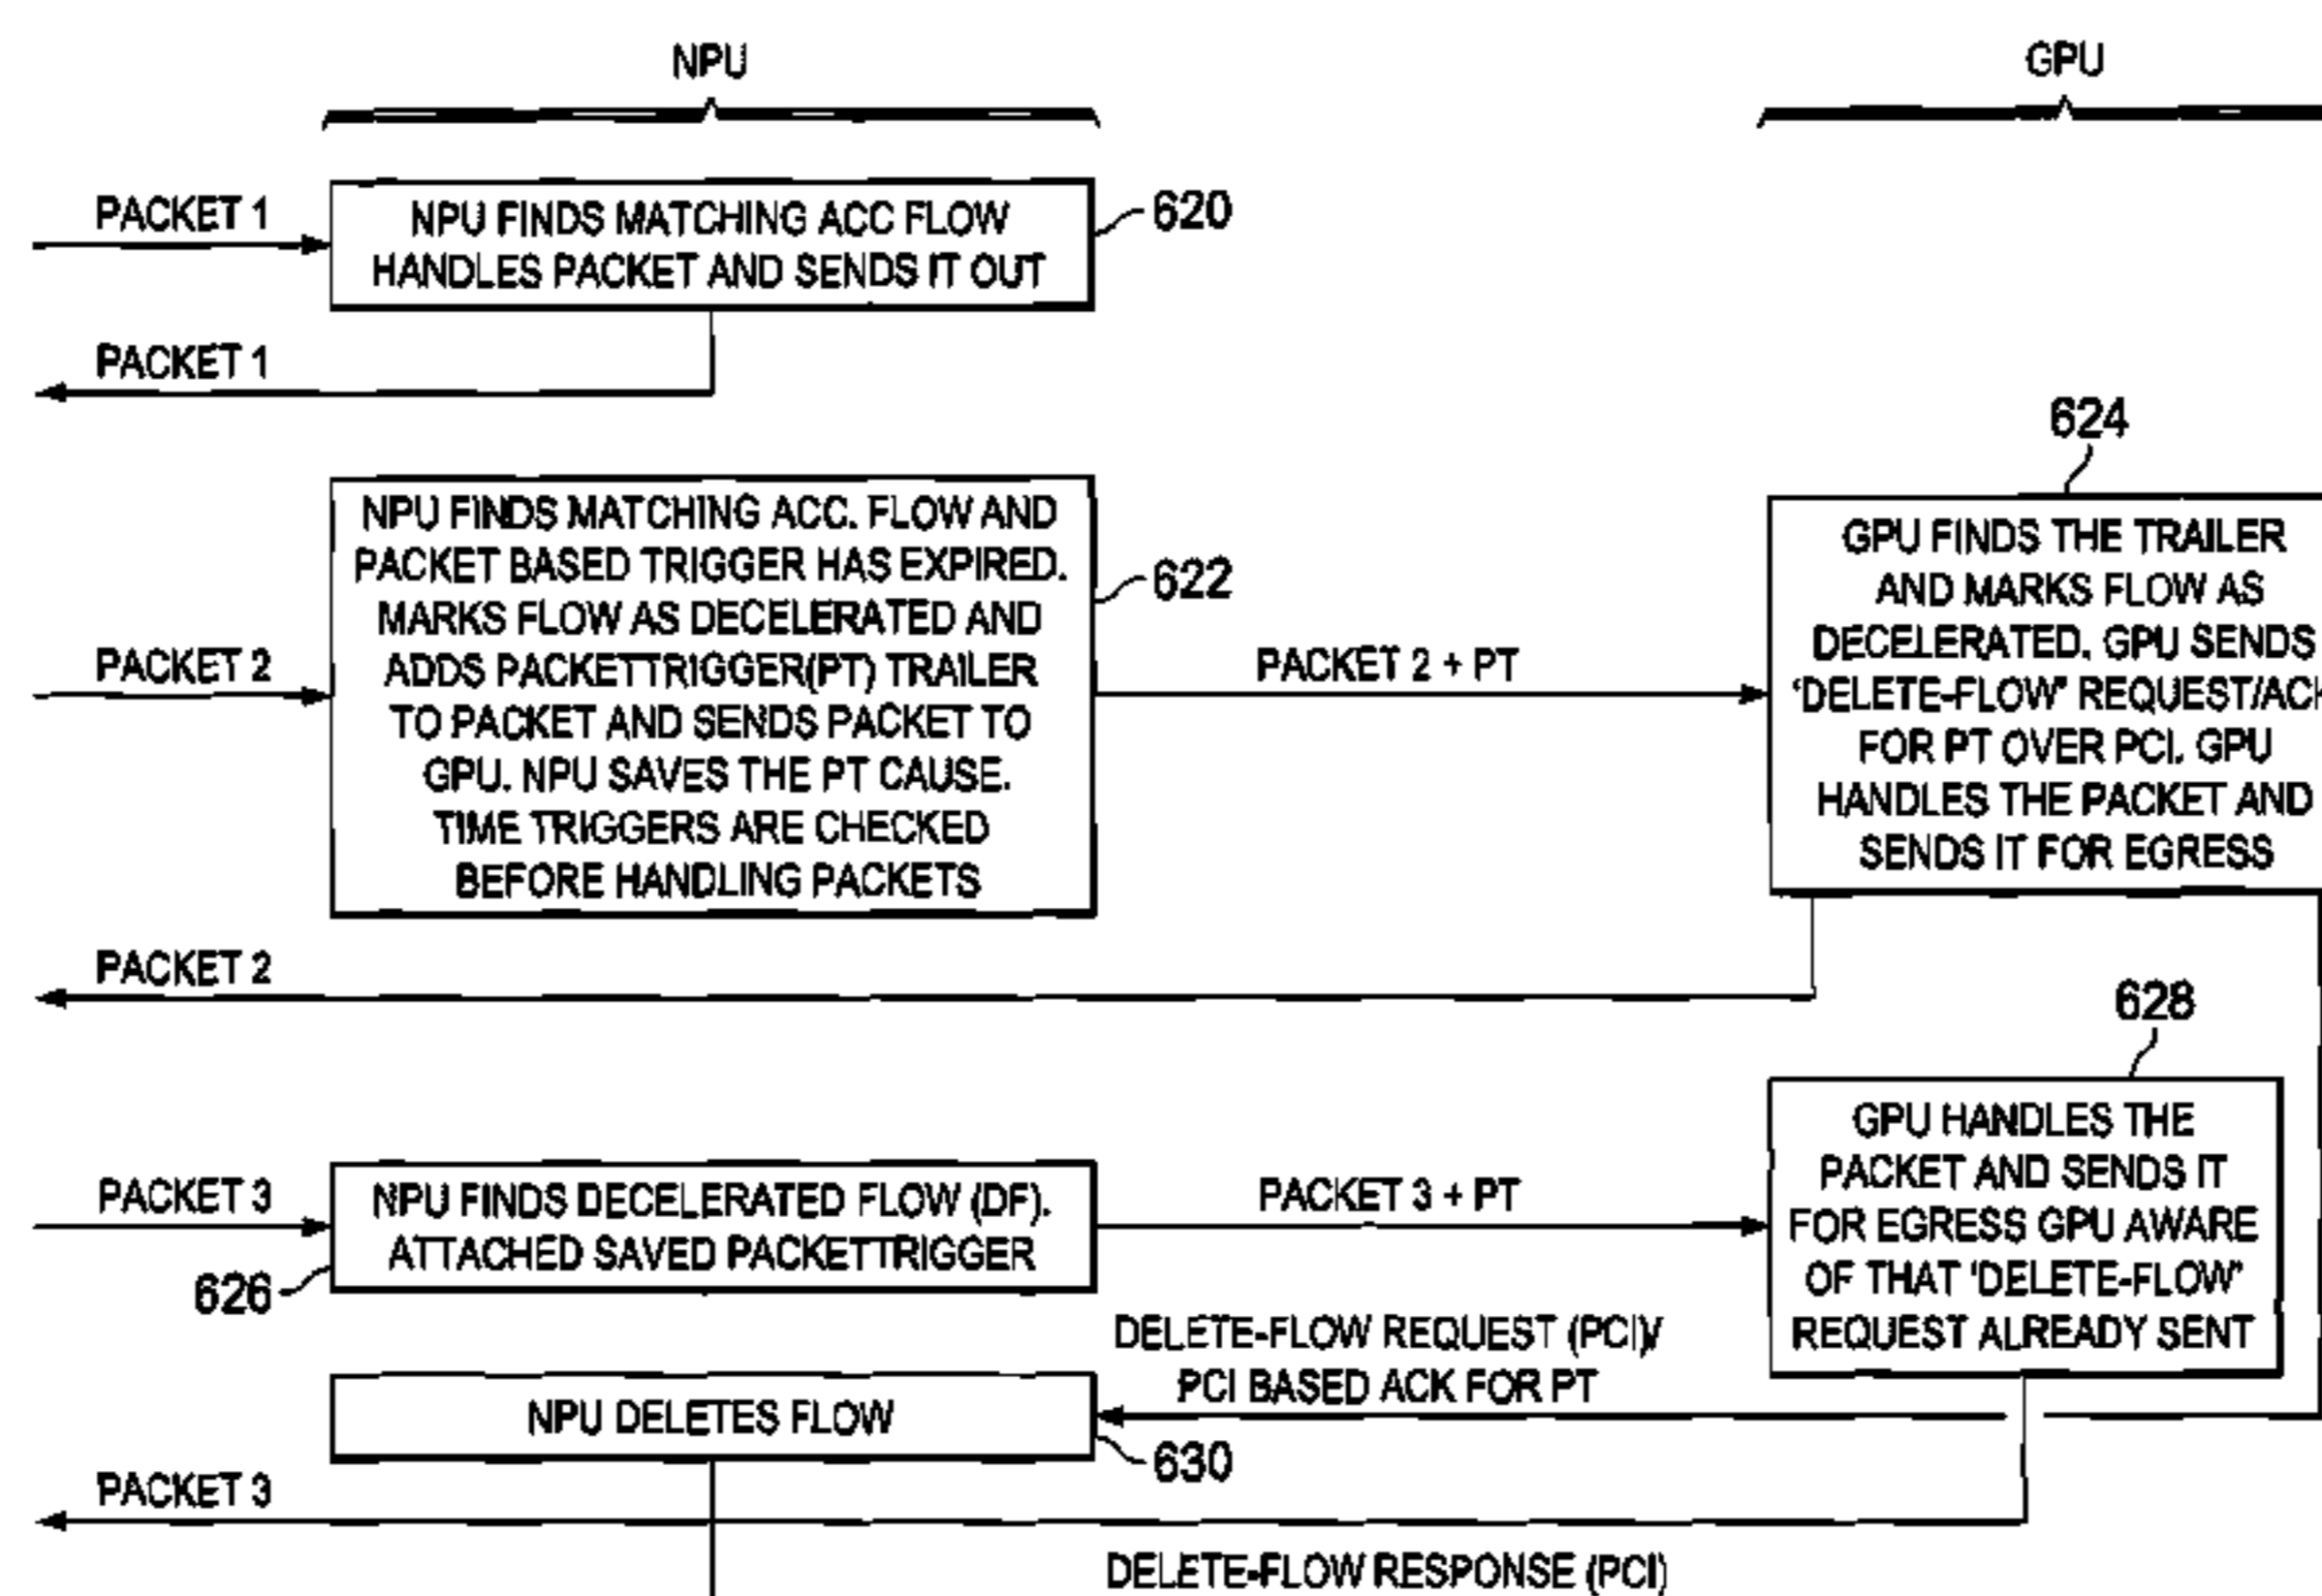 NPU
GPU
PACKET 1
NPU FINDS MATCHING ACC FLOW
HANDLES PACKET AND SENDS IT OUT
620
PACKET 1
624
PACKET 2
NPU FINDS MATCHING ACC. FLOW AND
PACKET BASED TRIGGER HAS EXPIRED.
MARKS FLOW AS DECELERATED AND
ADDS PACKETTRIGGER(PT) TRAILER
TO PACKET AND SENDS PACKET TO
GPU. NPU SAVES THE PT CAUSE.
TIME TRIGGERS ARE CHECKED
BEFORE HANDLING PACKETS
622
PACKET 2 + PT
GPU FINDS THE TRAILER
AND MARKS FLOW AS
DECELERATED. GPU SENDS
'DELETE-FLOW' REQUEST/ACK
FOR PT OVER PCI. GPU
HANDLES THE PACKET AND
SENDS IT FOR EGRESS
PACKET 2
628
PACKET 3
NPU FINDS DECELERATED FLOW (DF).
ATTACHED SAVED PACKETTRIGGER
626
PACKET 3 + PT
GPU HANDLES THE
PACKET AND SENDS IT
FOR EGRESS GPU AWARE
OF THAT 'DELETE-FLOW'
REQUEST ALREADY SENT
DELETE-FLOW REQUEST (PCI)/
PCI BASED ACK FOR PT
NPU DELETES FLOW
630
PACKET 3
DELETE-FLOW RESPONSE (PCI)